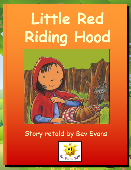 Little Red
Riding Hood
Story retold by Bev Evans